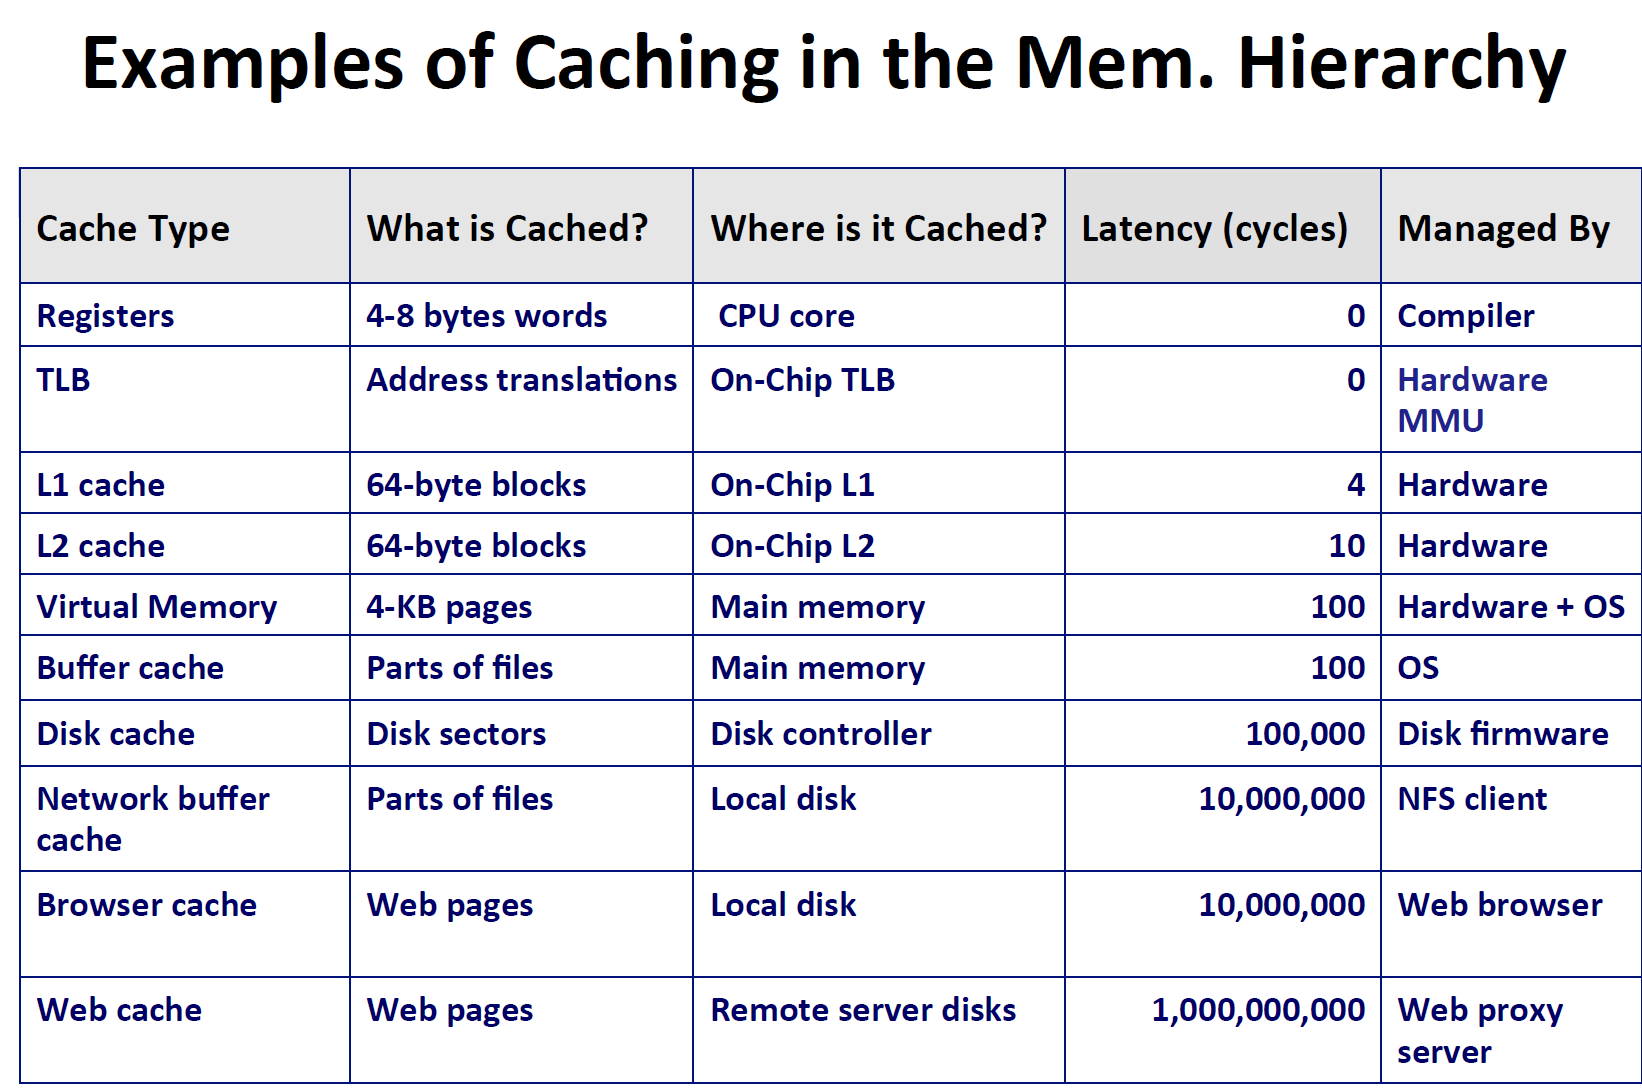 Examples of Caching in the Mem. Hierarchy
Cache Type What is Cached? Where is it Cached? Latency (cycles) Managed By
Registers 4-8 bytes words CPU core 0 Compiler
TLB Address translations On-Chip TLB 0 Hardware
MMU
L1 cache 64-byte blocks On-Chip L1 4 Hardware
L2 cache 64-byte blocks On-Chip L2 10 Hardware
Virtual Memory 4-KB pages Main memory 100 Hardware + OS
Buffer cache Parts of files Main memory 100 OS
Disk cache Disk sectors Disk controller 100,000 Disk firmware
Network buffer Parts of files Local disk 10,000,000 NFS client
cache
Browser cache Web pages Local disk 10,000,000 Web browser
Web cache Web pages Remote server disks 1,000,000,000 Web proxy
server